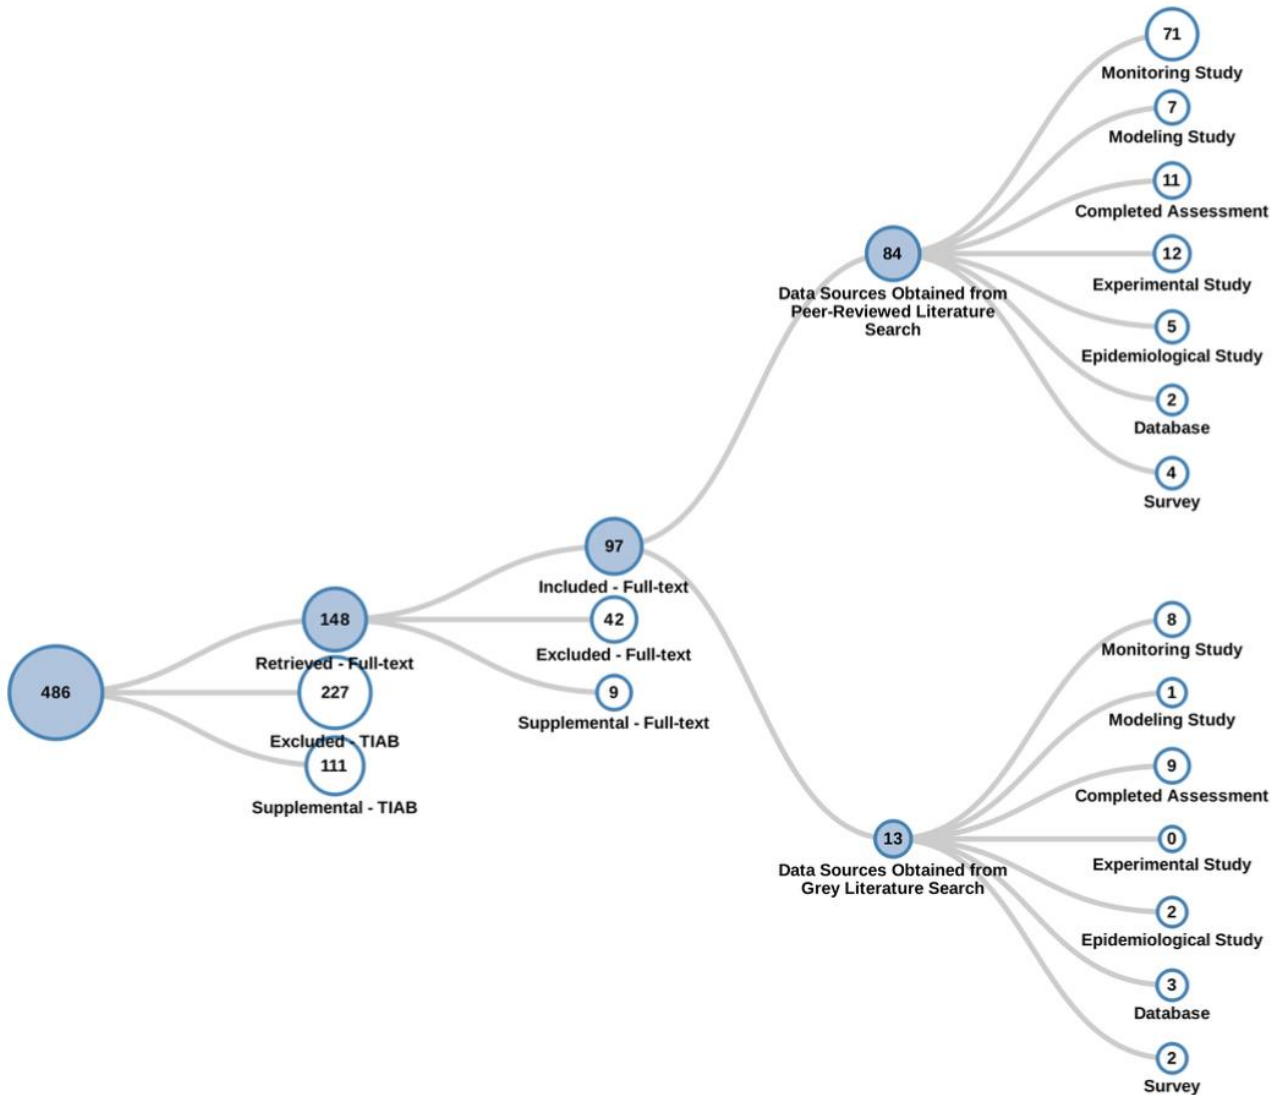 486
148
Retrieved - Full-text
227
Excluded - TIAB
111
Supplemental - TIAB
97
Included - Full-text
42
Excluded - Full-text
9
Supplemental - Full-text
84
Data Sources Obtained from
Peer-Reviewed Literature
Search
71
Monitoring Study
7
Modeling Study
11
Completed Assessment
12
Experimental Study
5
Epidemiological Study
2
Database
4
Survey
13
Data Sources Obtained from
Grey Literature Search
8
Monitoring Study
1
Modeling Study
9
Completed Assessment
0
Experimental Study
2
Epidemiological Study
3
Database
2
Survey